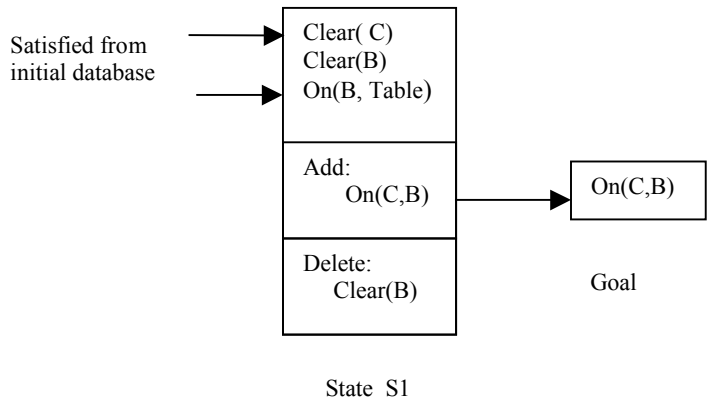 Satisfied from
initial database
Clear( C)
Clear(B)
On(B, Table)
Add:
On(C,B)
Delete:
Clear(B)
On(C,B)
Goal
State S1